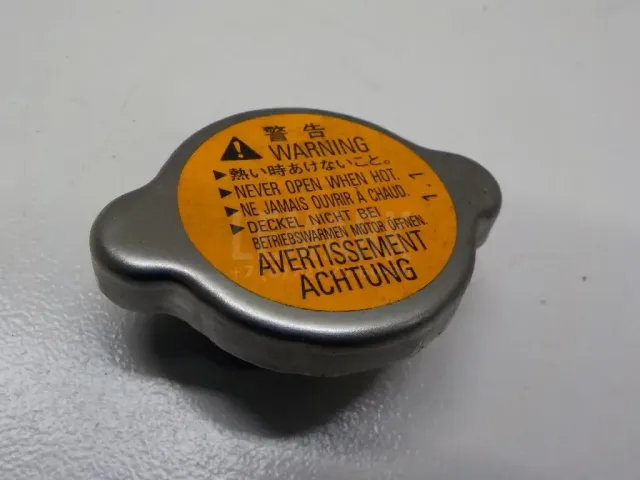 警告
WARNING
▶熱い時あけないこと。
▶NEVER OPEN WHEN HOT.
▶NE JAMAIS OUVRIR À CHAUD.
▶DECKEL NICHT BEI
BETRIEBSWARMEN MOTOR ÖFFNEN.
AVERTISSEMENT
ACHTUNG
1.1